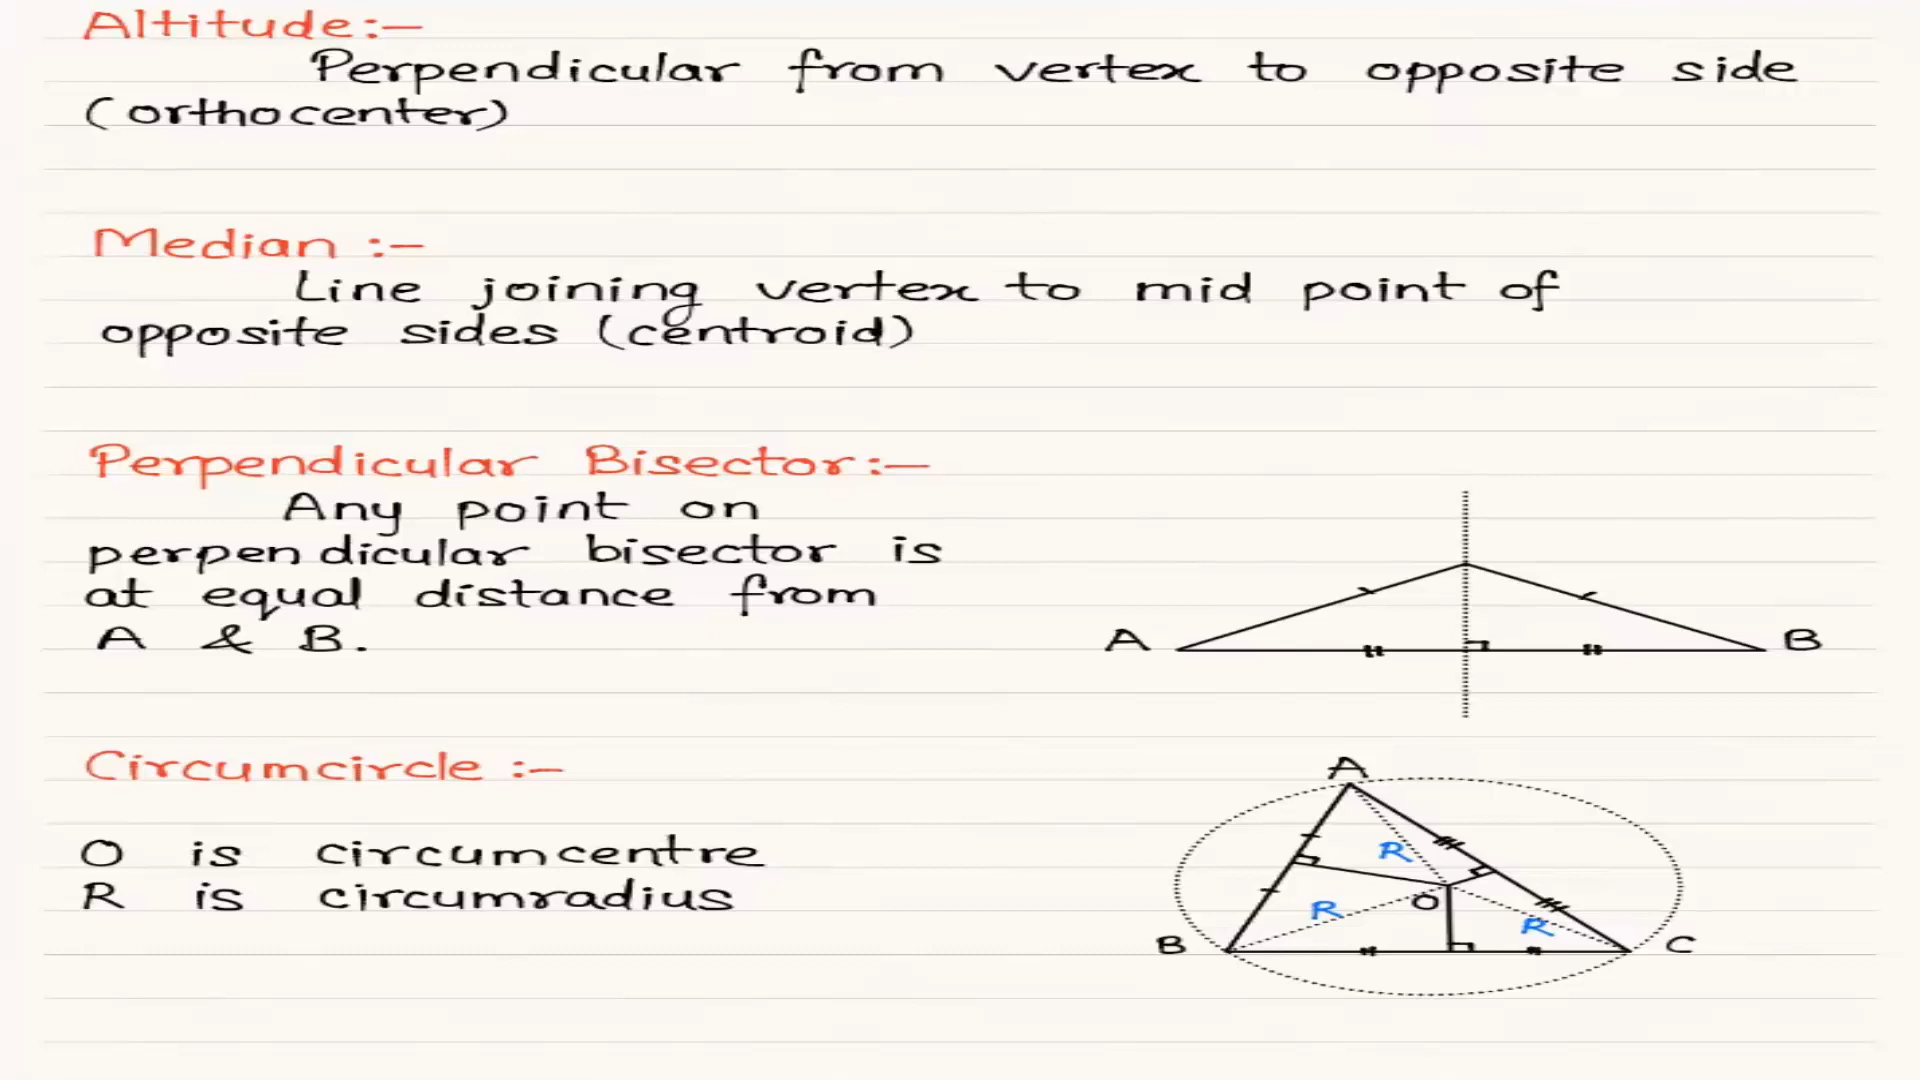 Altitude:-
Perpendicular from vertex to opposite side
(orthocenter)
Median :-
Line joining vertex to mid point of
opposite sides (centroid)
Perpendicular Bisector:-
Any point on
perpendicular bisector is
at equal distance from
A & B.
A B
Circumcircle :-
O is circumcentre
R is circumradius
A
R
O
R
R
B C